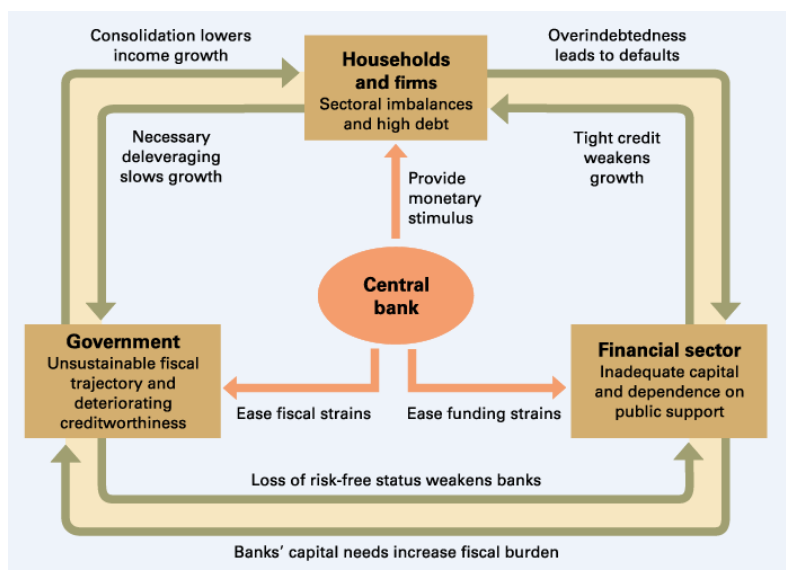 Consolidation lowers
income growth
Households
and firms
Sectoral imbalances
and high debt
Overindebtedness
leads to defaults
Necessary
deleveraging
slows growth
Provide
monetary
stimulus
Tight credit
weakens
growth
Central
bank
Government
Unsustainable fiscal
trajectory and
deteriorating
creditworthiness
Financial sector
Inadequate capital
and dependence on
public support
Ease fiscal strains
Ease funding strains
Loss of risk-free status weakens banks
Banks’ capital needs increase fiscal burden